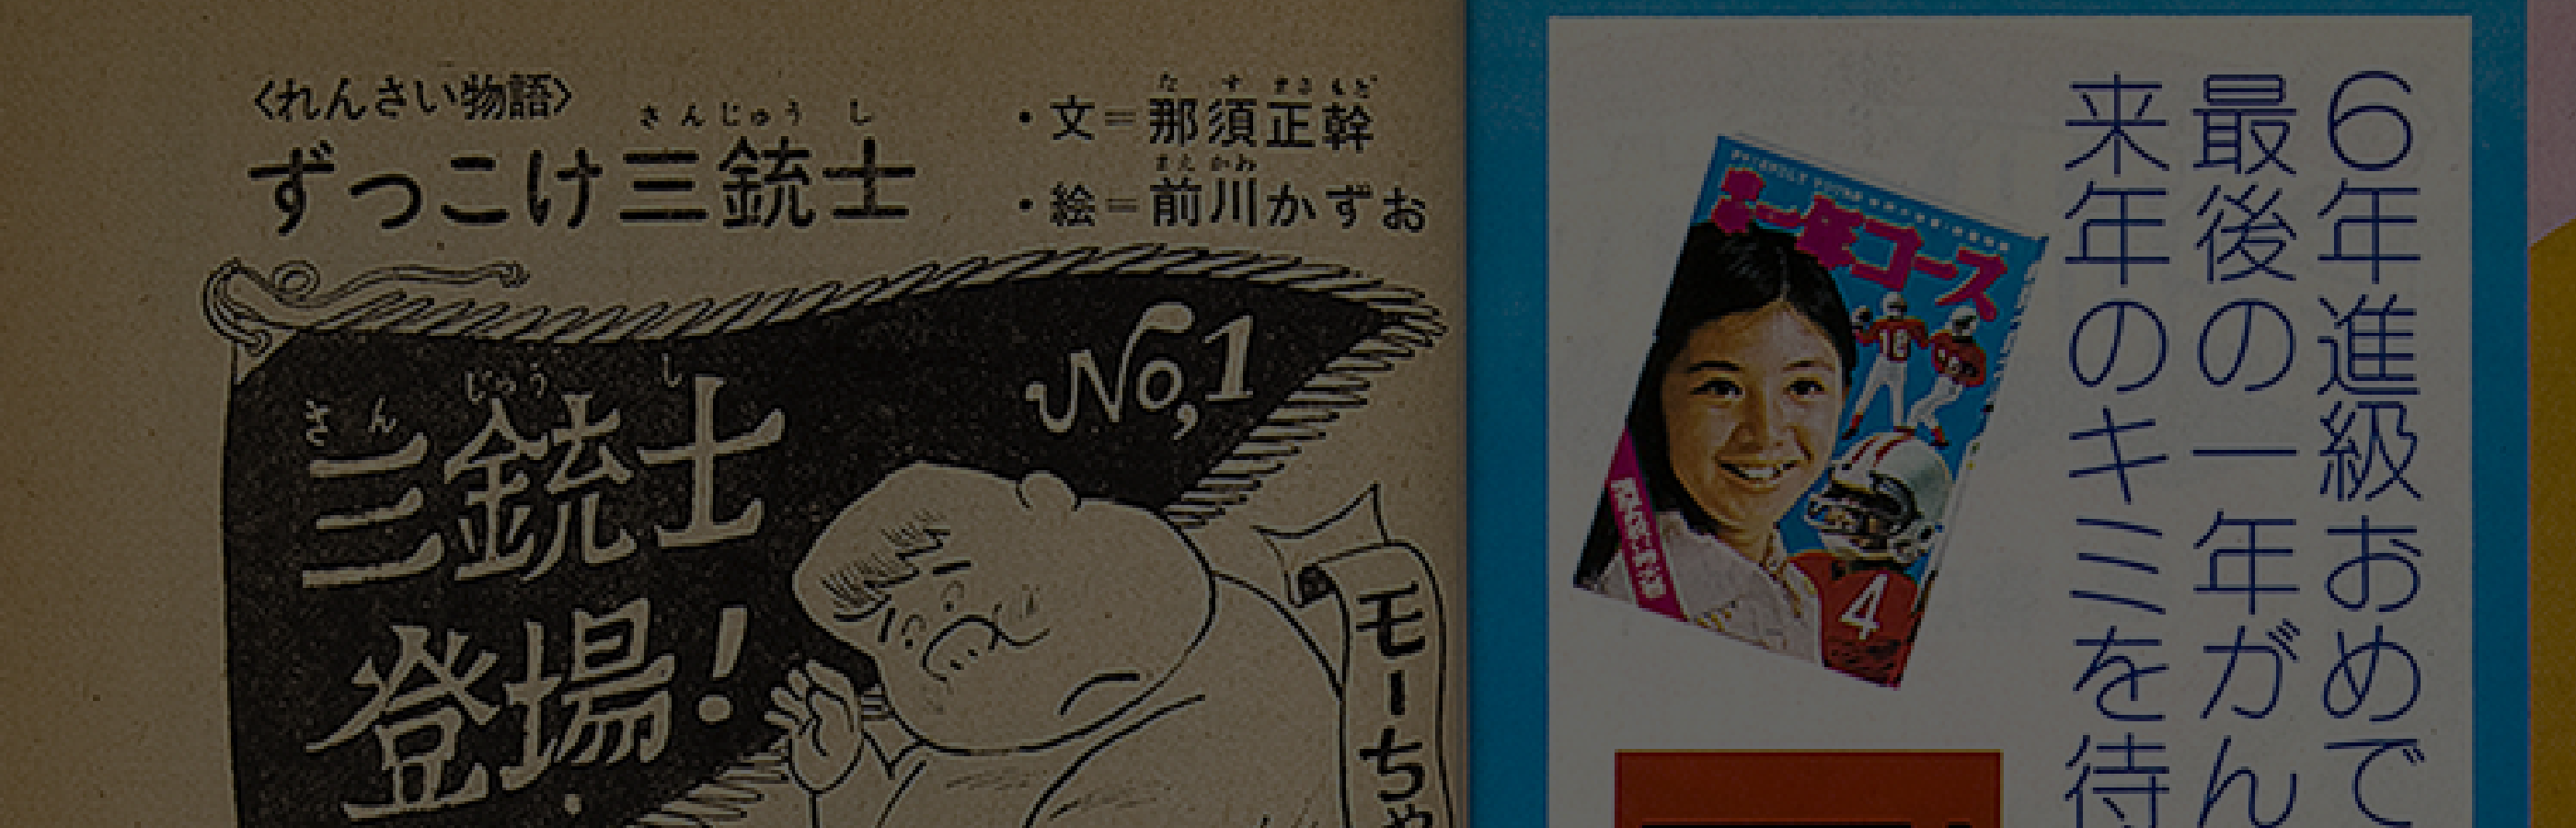 〈れんさい物語〉
さんじゅうし
ずっこけ三銃士
なすまさもと
・文=那須正幹
まえかわ
・絵=前川かずお
No,1
さんじゅうし
三銃士
登場!
モーちゃ
6年進級おめで
最後の一年がん
来年のキミを待
一年コース
18
4